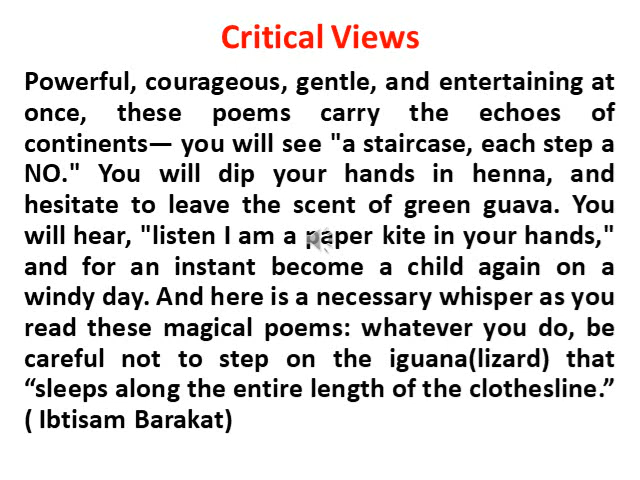 Critical Views
Powerful, courageous, gentle, and entertaining at
once, these poems carry the echoes of
continents— you will see "a staircase, each step a
NO." You will dip your hands in henna, and
hesitate to leave the scent of green guava. You
will hear, "listen I am a paper kite in your hands,"
and for an instant become a child again on a
windy day. And here is a necessary whisper as you
read these magical poems: whatever you do, be
careful not to step on the iguana(lizard) that
“sleeps along the entire length of the clothesline.”
( Ibtisam Barakat)